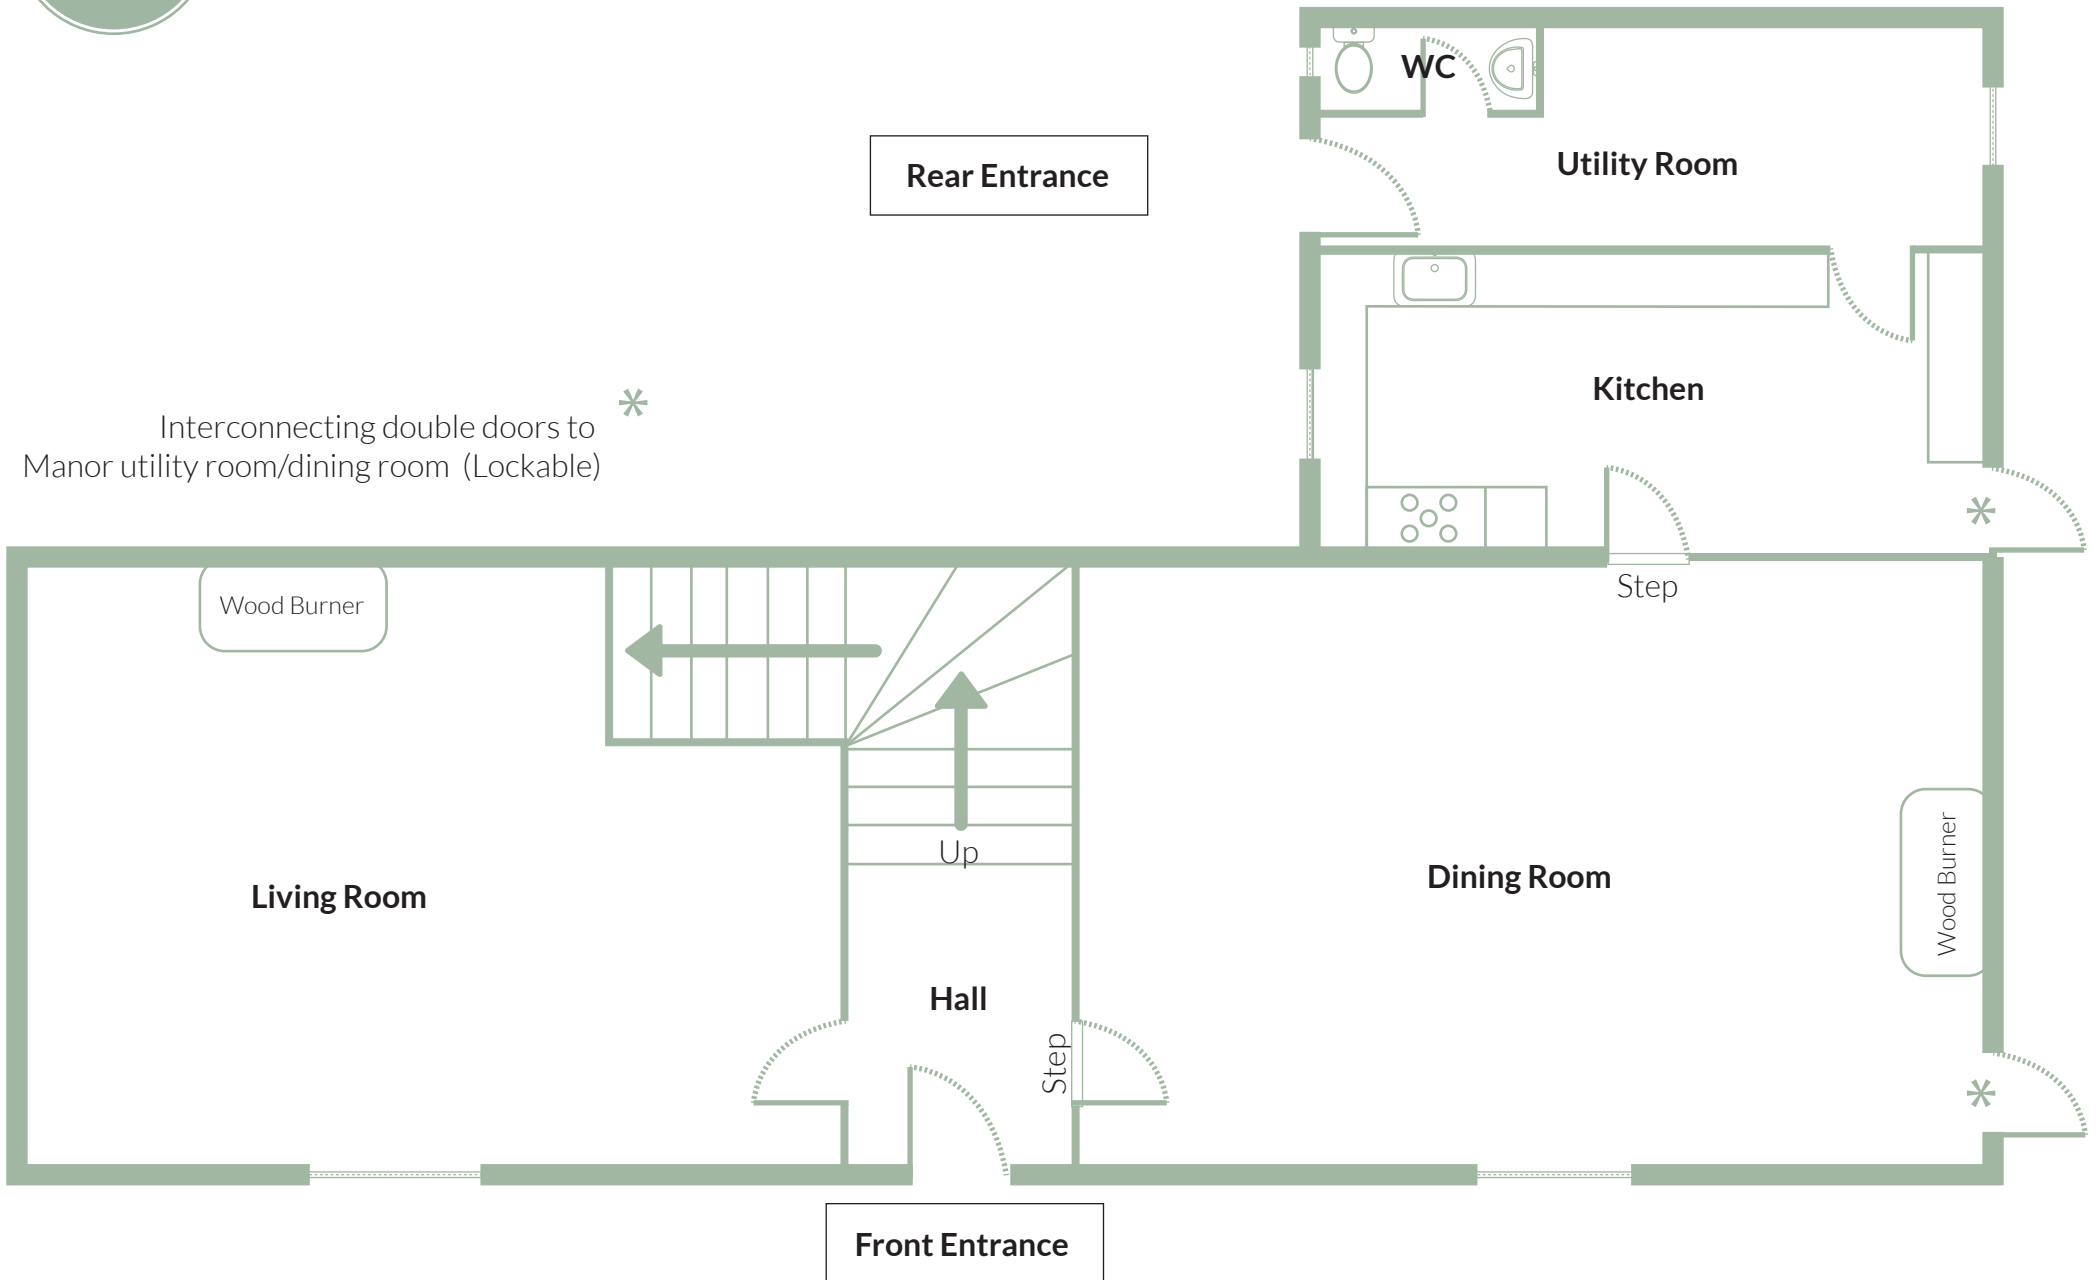 WC
Utility Room
Rear Entrance
Kitchen
*
Interconnecting double doors to
Manor utility room/dining room (Lockable)
*
Step
Wood Burner
Up
Living Room
Dining Room
Wood Burner
Hall
Step
*
Front Entrance